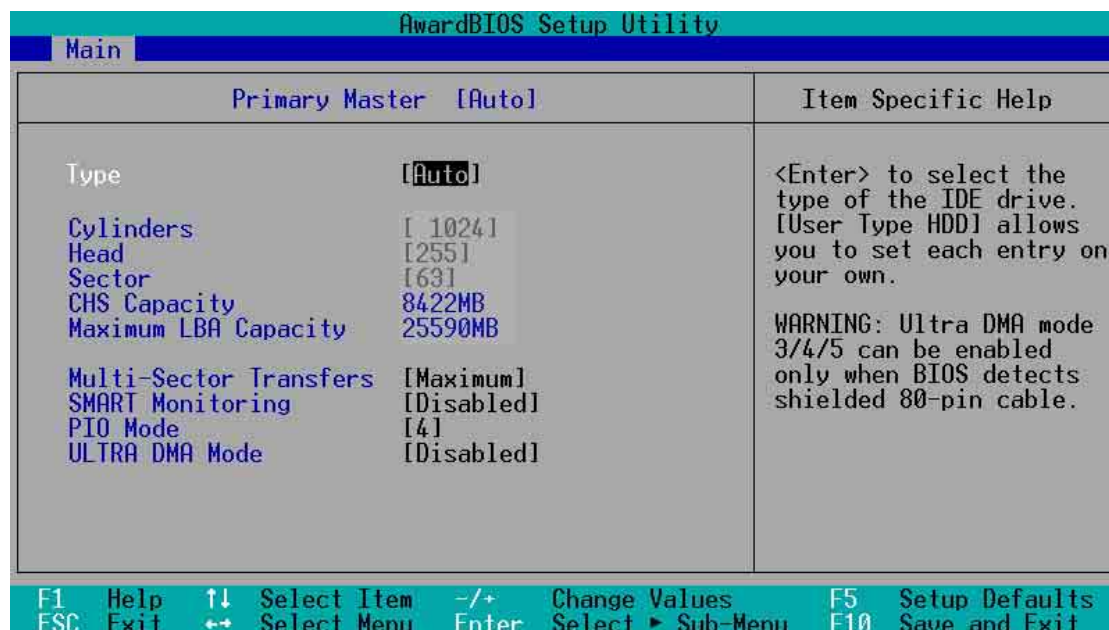 AwardBIOS Setup Utility
Main
Primary Master [Auto]
Item Specific Help
Type [Auto]
Cylinders [ 1024]
Head [255]
Sector [63]
CHS Capacity 8422MB
Maximum LBA Capacity 25590MB
Multi-Sector Transfers [Maximum]
SMART Monitoring [Disabled]
PIO Mode [4]
ULTRA DMA Mode [Disabled]
<Enter> to select the
type of the IDE drive.
[User Type HDD] allows
you to set each entry on
your own.
WARNING: Ultra DMA mode
3/4/5 can be enabled
only when BIOS detects
shielded 80-pin cable.
F1 Help ↑↓ Select Item -/+ Change Values F5 Setup Defaults
ESC Exit ←→ Select Menu Enter Select ► Sub-Menu F10 Save and Exit